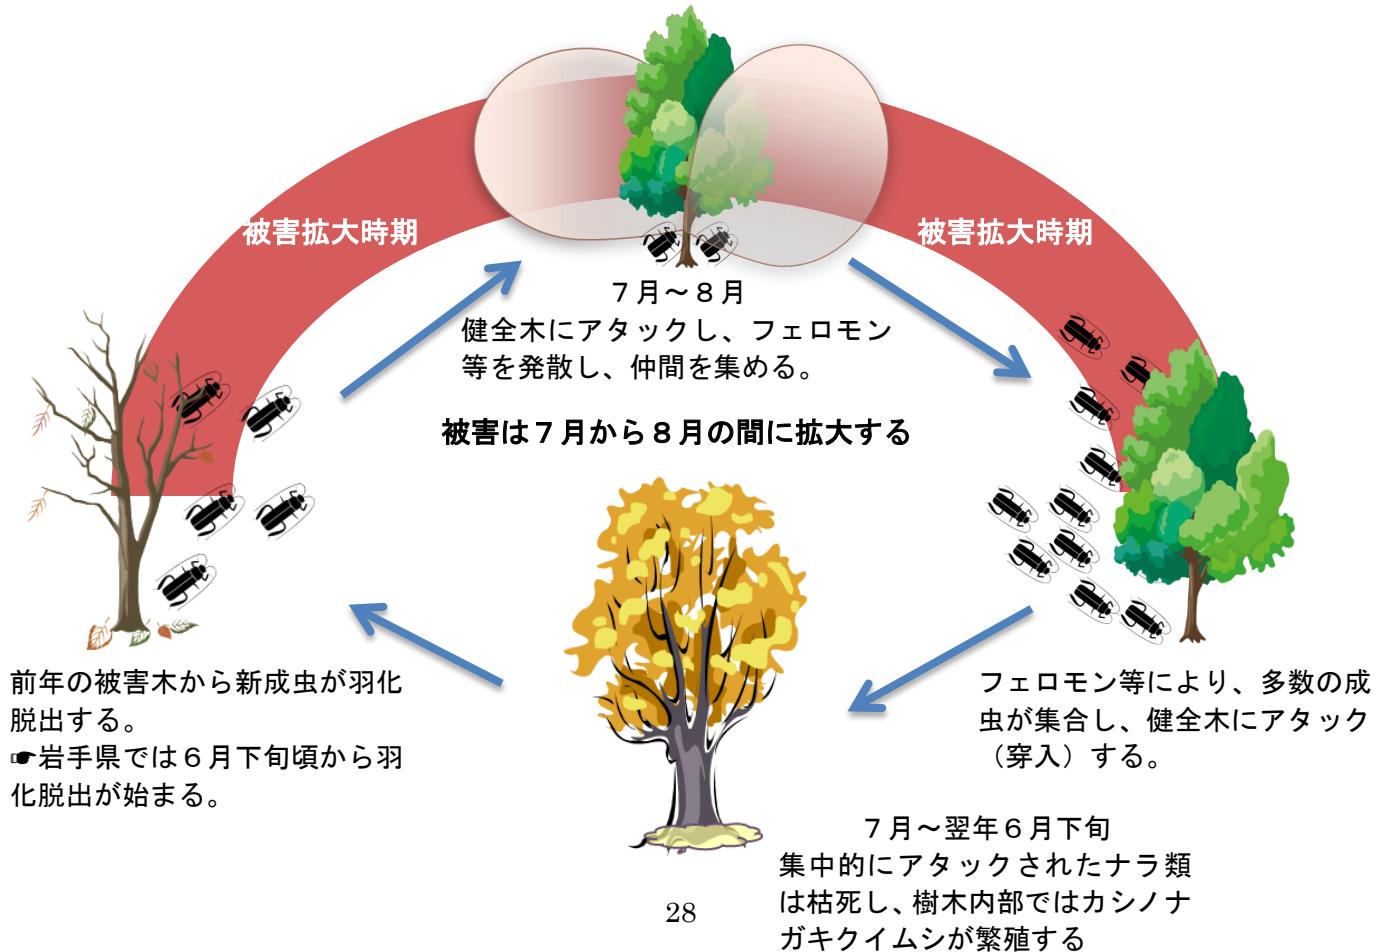 被害拡大時期
被害拡大時期
７月～８月
健全木にアタックし、フェロモン
等を発散し、仲間を集める。
被害は７月から８月の間に拡大する
前年の被害木から新成虫が羽化
脱出する。
☞岩手県では６月下旬頃から羽
化脱出が始まる。
フェロモン等により、多数の成
虫が集合し、健全木にアタック
（穿入）する。
７月～翌年６月下旬
集中的にアタックされたナラ類
は枯死し、樹木内部ではカシノナ
ガキクイムシが繁殖する
28